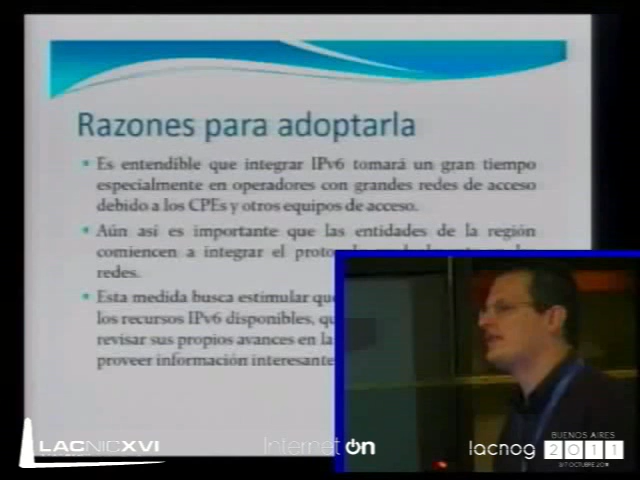 Razones para adoptarla
Es entendible que integrar IPv6 tomará un gran tiempo
especialmente en operadores con grandes redes de acceso
debido a los CPEs y otros equipos de acceso.
Aún así es importante que las entidades de la región
comiencen a integrar el
redes.
Esta medida busca estimular
los recursos IPv6 disponibles,
revisar sus propios avances en la
proveer información interesante
LACNICXVI
Internet ON
lacnog
BUENOS AIRES
2011